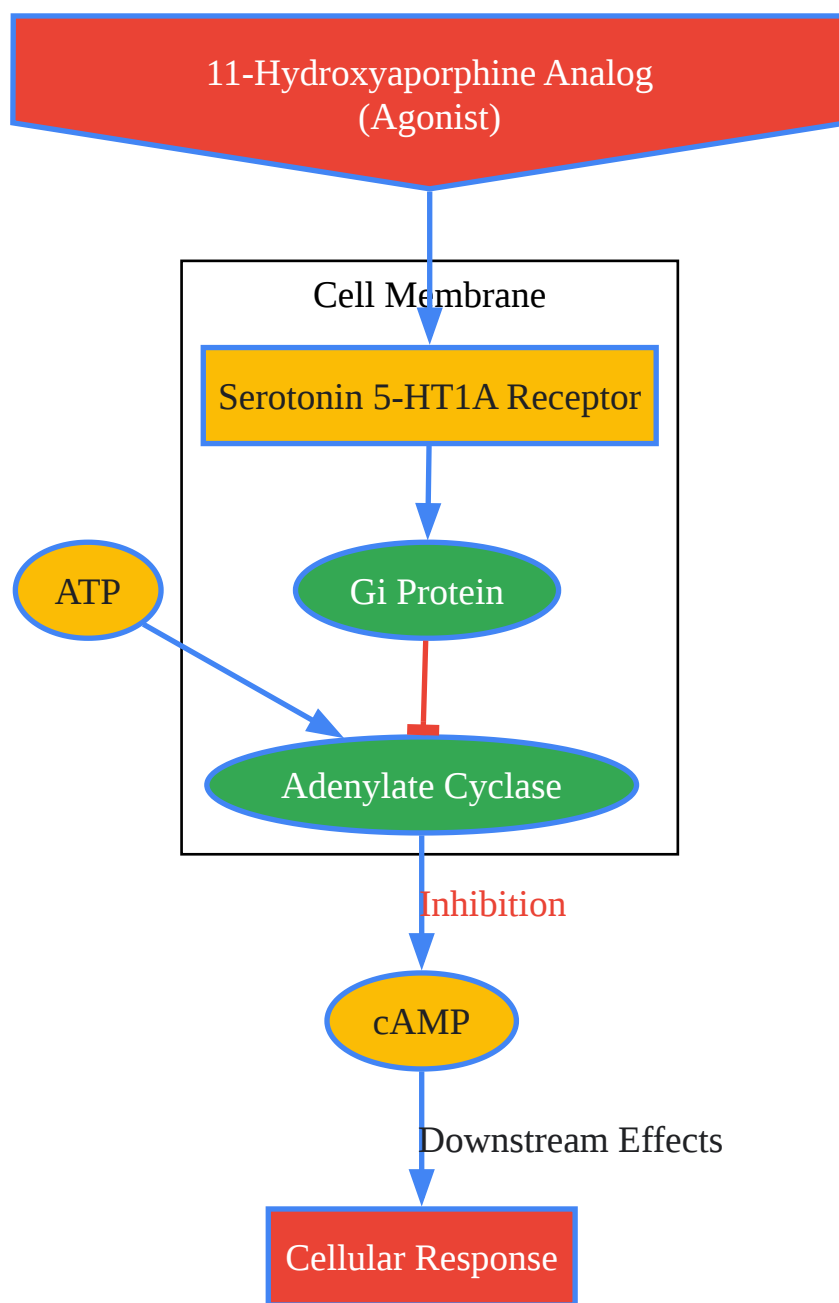 11-Hydroxyaporphine Analog
(Agonist)
Cell Membrane
Serotonin 5-HT1A Receptor
ATP
Gi Protein
Adenylate Cyclase
Inhibition
cAMP
Downstream Effects
Cellular Response